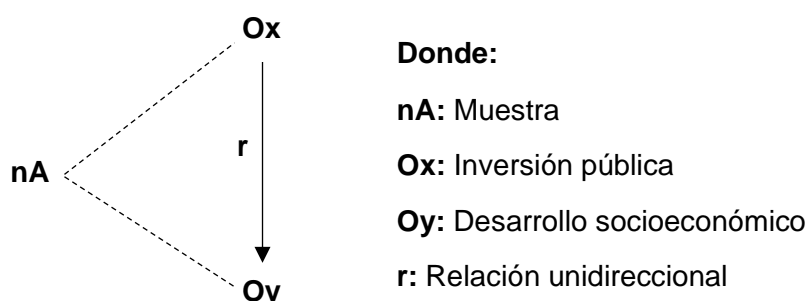 Ox
Donde:
nA: Muestra
r
Ox: Inversión pública
nA
Oy: Desarrollo socioeconómico
Oy
r: Relación unidireccional